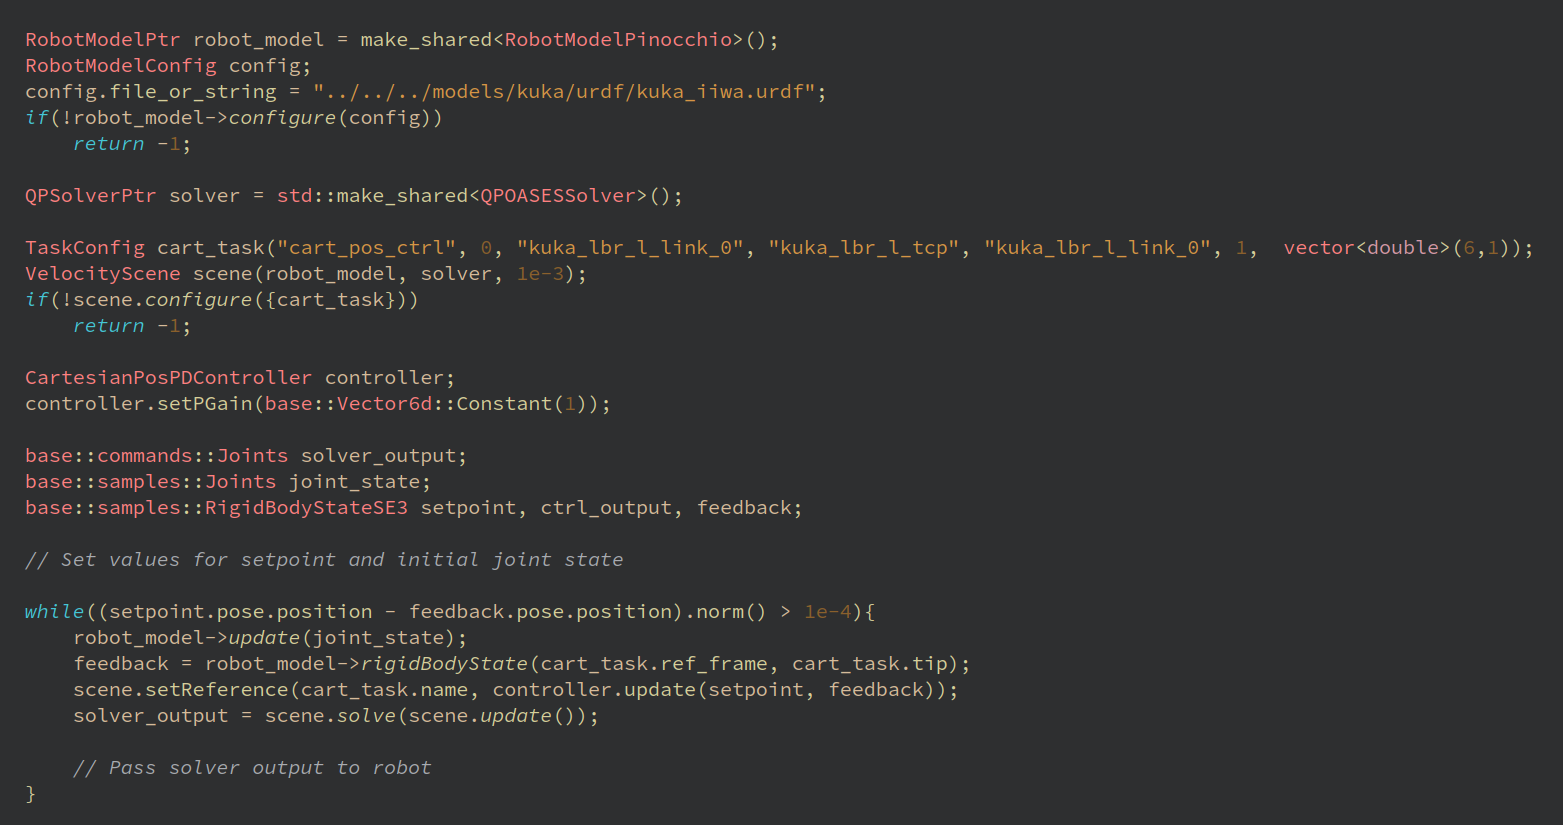 RobotModelPtr robot_model = make_shared<RobotModelPinocchio>();
RobotModelConfig config;
config.file_or_string = "../../../models/kuka/urdf/kuka_iiwa.urdf";
if(!robot_model->configure(config))
    return -1;

QPSolverPtr solver = std::make_shared<QPOASESSolver>();

TaskConfig cart_task("cart_pos_ctrl", 0, "kuka_lbr_l_link_0", "kuka_lbr_l_tcp", "kuka_lbr_l_link_0", 1,  vector<double>(6,1));
VelocityScene scene(robot_model, solver, 1e-3);
if(!scene.configure({cart_task}))
    return -1;

CartesianPosPDController controller;
controller.setPGain(base::Vector6d::Constant(1));

base::commands::Joints solver_output;
base::samples::Joints joint_state;
base::samples::RigidBodyStateSE3 setpoint, ctrl_output, feedback;

// Set values for setpoint and initial joint state

while((setpoint.pose.position - feedback.pose.position).norm() > 1e-4){
    robot_model->update(joint_state);
    feedback = robot_model->rigidBodyState(cart_task.ref_frame, cart_task.tip);
    scene.setReference(cart_task.name, controller.update(setpoint, feedback));
    solver_output = scene.solve(scene.update());

    // Pass solver output to robot
}